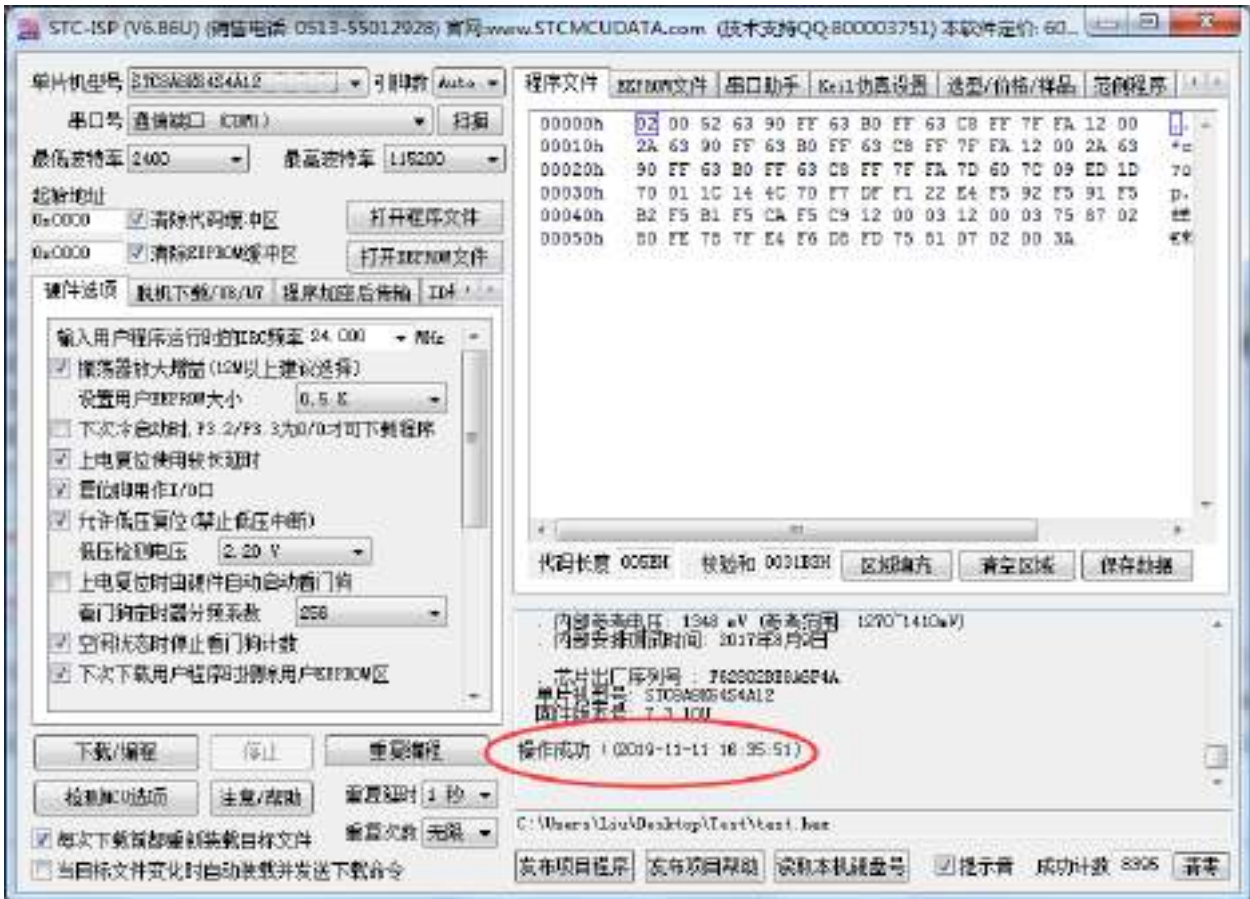 STC-ISP (V6.86U) (销售电话: 0513-55012928) 官网:www.STCMCUDATA.com (技术支持QQ:800003751) 本软件定价: 60...
单片机型号 STC8A8K64S4A12 引脚数 Auto
串口号 通信端口 (COM1) 扫描
最低波特率 2400 最高波特率 115200
起始地址
0x0000 清除代码缓冲区 打开程序文件
0x0000 清除EEPROM缓冲区 打开EEPROM文件
硬件选项 脱机下载/U8/U7 程序加密后传输
输入用户程序运行时的IRC频率 24.000 MHz
振荡器放大增益(12M以上建议选择)
设置用户EEPROM大小 0.5 K
下次冷启动时,P3.2/P3.3为0/0才可下载程序
上电复位使用较长延时
复位脚用作I/O口
允许低压复位(禁止低压中断)
低压检测电压 2.20 V
上电复位时由硬件自动启动看门狗
看门狗定时器分频系数 256
空闲状态时停止看门狗计数
下次下载用户程序时擦除用户EEPROM区
下载/编程 停止 重复编程
检测MCU选项 注意/帮助 重复延时 1 秒
每次下载前都重新装载目标文件 重复次数 无限
当目标文件变化时自动装载并发送下载命令
程序文件 EEPROM文件 串口助手 Keil仿真设置 选型/价格/样品 范例程序
00000h 02 00 52 63 90 FF 63 B0 FF 63 C8 FF 7F FA 12 00
00010h 2A 63 90 FF 63 B0 FF 63 C8 FF 7F FA 12 00 2A 63
00020h 90 FF 63 B0 FF 63 C8 FF 7F FA 7D 60 7C 09 ED 1D
00030h 70 01 1C 14 4C 70 F7 DF F1 22 E4 F5 92 F5 91 F5
00040h B2 F5 B1 F5 CA F5 C9 12 00 03 12 00 03 75 87 02
00050h 80 FE 78 7F E4 F6 D8 FD 75 81 07 02 00 3A
代码长度 005EH 校验和 区域填充 清空区域 保存数据
. 内部参考电压: 1348 mV (参考范围: 1270~1410mV)
. 内部安排测试时间: 2017年8月2日
. 芯片出厂序列号 :
单片机型号: STC8A8K64S4A12
固件版本号: 7.3.10U
操作成功 !(2019-11-11 16:35:51)
C:\Users\Liu\Desktop\Test\test.hex
发布项目程序 发布项目帮助 读取本机硬盘号 提示音 成功计数 8395 清零